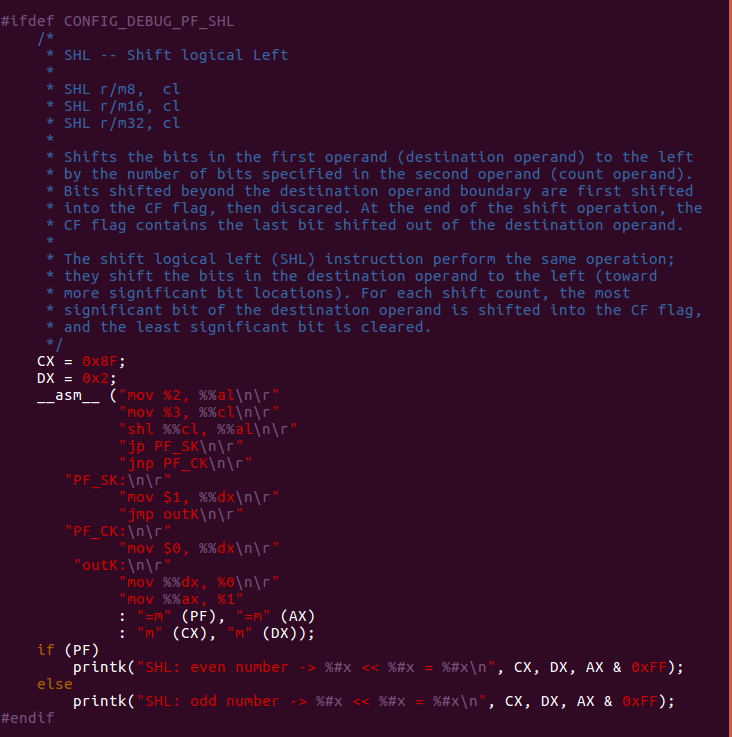 #ifdef CONFIG_DEBUG_PF_SHL
    /*
     * SHL -- Shift logical Left
     *
     * SHL r/m8,  cl
     * SHL r/m16, cl
     * SHL r/m32, cl
     *
     * Shifts the bits in the first operand (destination operand) to the left
     * by the number of bits specified in the second operand (count operand).
     * Bits shifted beyond the destination operand boundary are first shifted
     * into the CF flag, then discared. At the end of the shift operation, the
     * CF flag contains the last bit shifted out of the destination operand.
     *
     * The shift logical left (SHL) instruction perform the same operation;
     * they shift the bits in the destination operand to the left (toward
     * more significant bit locations). For each shift count, the most
     * significant bit of the destination operand is shifted into the CF flag,
     * and the least significant bit is cleared.
     */
    CX = 0x8F;
    DX = 0x2;
    __asm__ ("mov %2, %%al\n\r"
             "mov %3, %%cl\n\r"
             "shl %%cl, %%al\n\r"
             "jp PF_SK\n\r"
             "jnp PF_CK\n\r"
       "PF_SK:\n\r"
             "mov $1, %%dx\n\r"
             "jmp outK\n\r"
       "PF_CK:\n\r"
             "mov $0, %%dx\n\r"
        "outK:\n\r"
             "mov %%dx, %0\n\r"
             "mov %%ax, %1"
             : "=m" (PF), "=m" (AX)
             : "m" (CX), "m" (DX));
    if (PF)
        printk("SHL: even number -> %#x << %#x = %#x\n", CX, DX, AX & 0xFF);
    else
        printk("SHL: odd number -> %#x << %#x = %#x\n", CX, DX, AX & 0xFF);
#endif